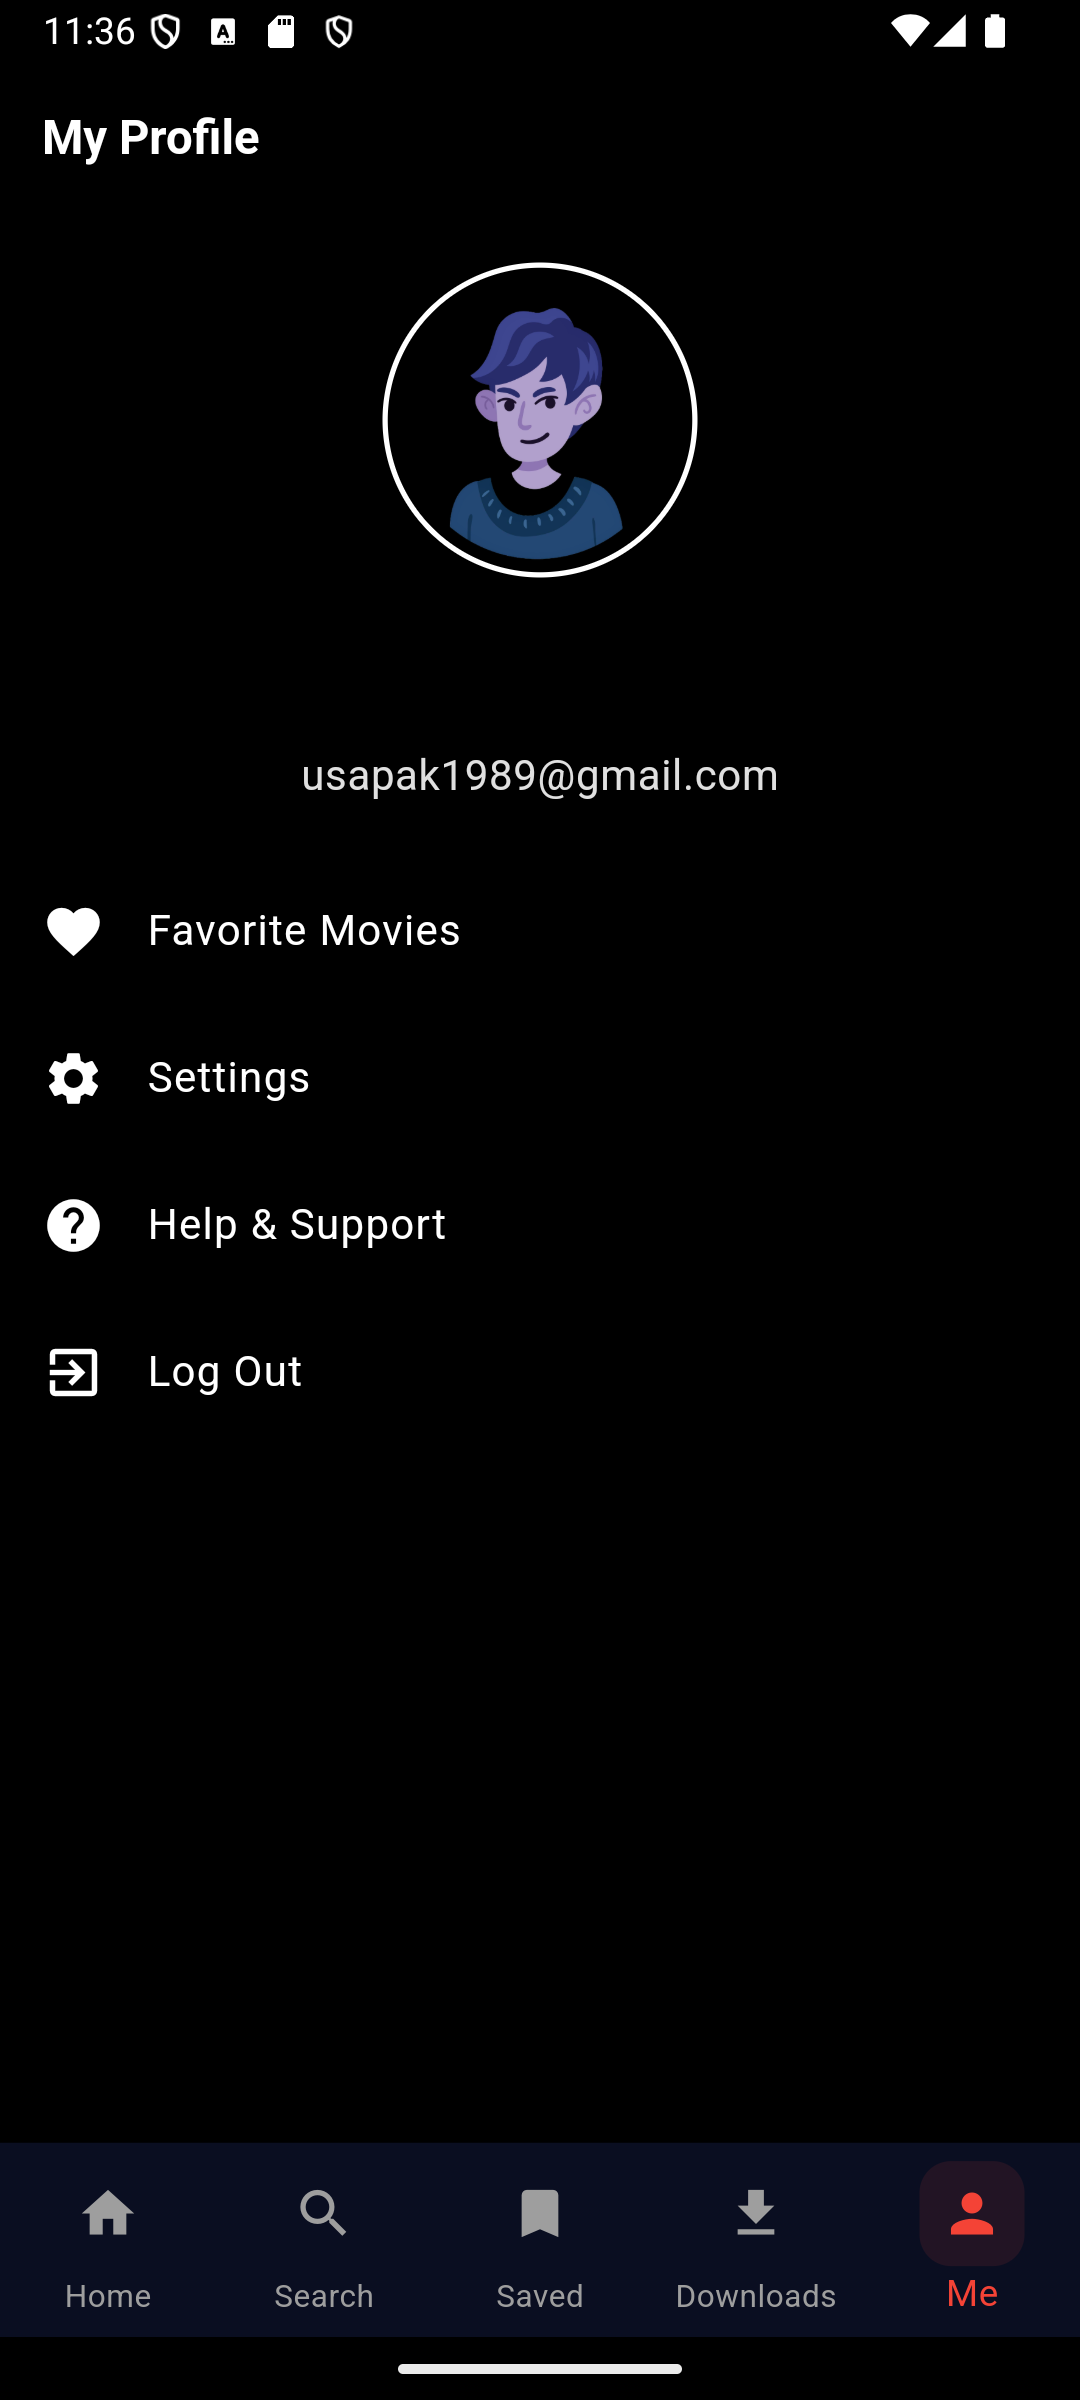 11:36
My Profile
usapak1989@gmail.com
Favorite Movies
Settings
Help & Support
Log Out
Home
Search
Saved
Downloads
Me